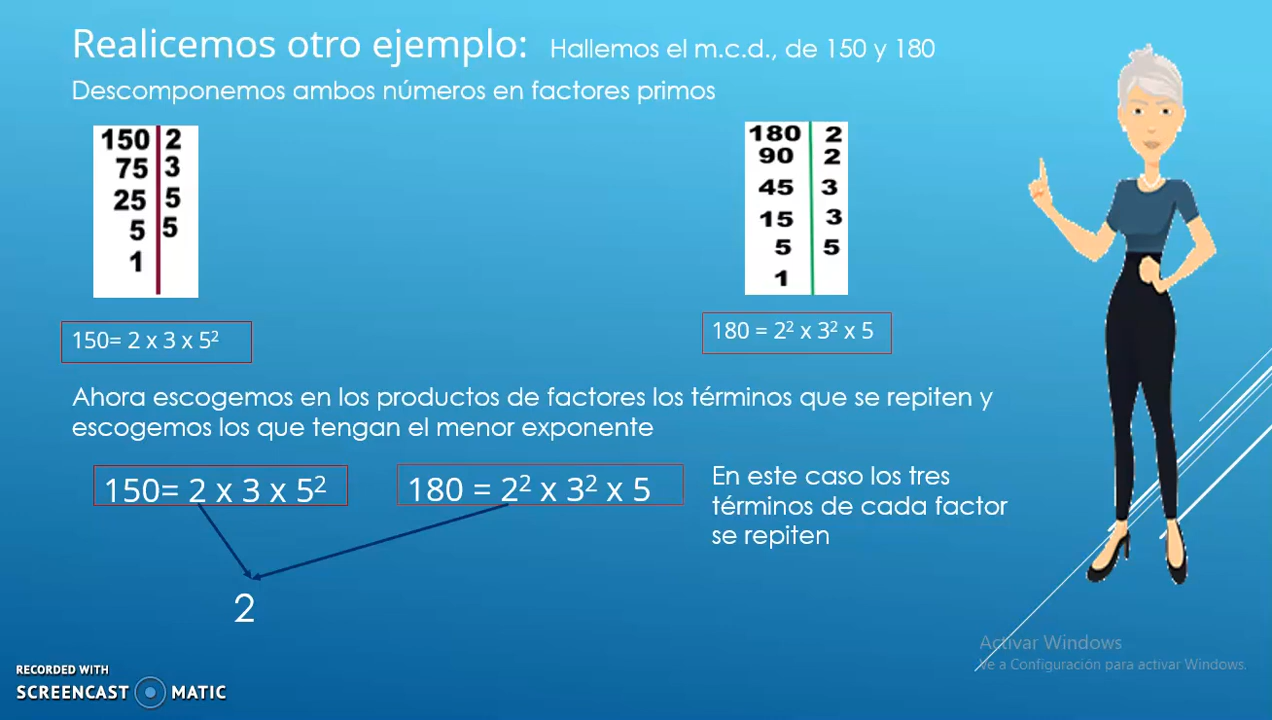 Realicemos otro ejemplo: Hallemos el m.c.d., de 150 y 180
Descomponemos ambos números en factores primos
150 2
75 3
25 5
5 5
1
180 2
90 2
45 3
15 3
5 5
1
150= 2 x 3 x 5²
180 = 2² x 3² x 5
Ahora escogemos en los productos de factores los términos que se repiten y
escogemos los que tengan el menor exponente
150= 2 x 3 x 5²
180 = 2² x 3² x 5
En este caso los tres
términos de cada factor
se repiten
2
Activar Windows
Ve a Configuración para activar Windows.
RECORDED WITH
SCREENCAST MATIC